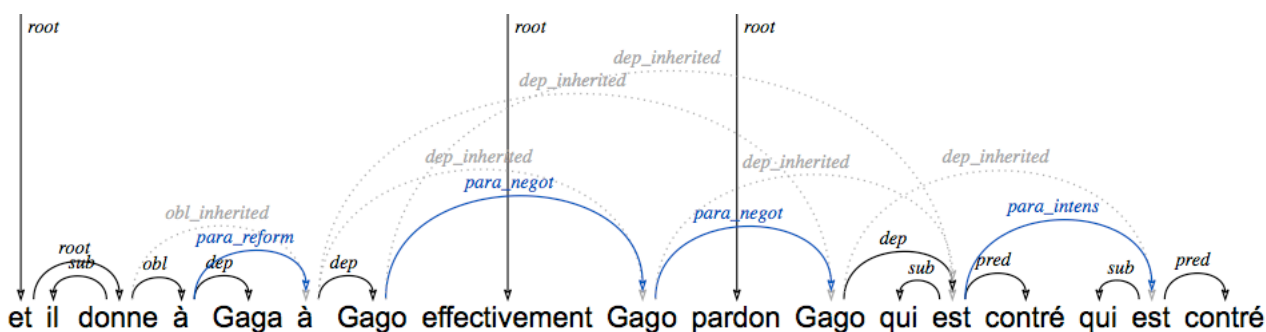 root root root
dep_inherited
dep_inherited
dep_inherited dep_inherited dep_inherited
para_negot
obl_inherited para_negot para_intens
para_reform
root dep
sub obl dep dep sub pred sub pred
et il donne à Gaga à Gago effectivement Gago pardon Gago qui est contré qui est contré